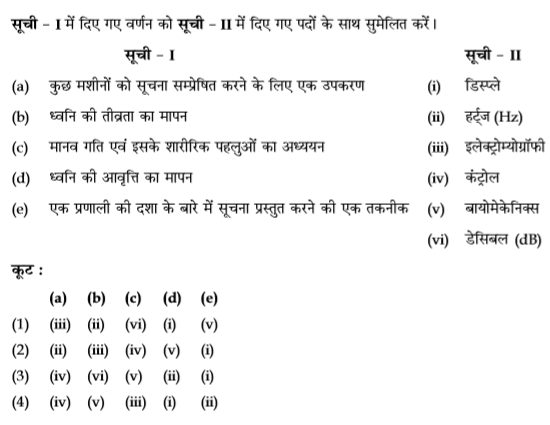 सूची – I में दिए गए वर्णन को सूची – II में दिए गए पदों के साथ सुमेलित करें।
सूची – I सूची – II
(a) कुछ मशीनों को सूचना सम्प्रेषित करने के लिए एक उपकरण (i) डिस्प्ले
(b) ध्वनि की तीव्रता का मापन (ii) हर्ट्ज (Hz)
(c) मानव गति एवं इसके शारीरिक पहलुओं का अध्ययन (iii) इलेक्ट्रोम्योग्रॉफी
(d) ध्वनि की आवृत्ति का मापन (iv) कंट्रोल
(e) एक प्रणाली की दशा के बारे में सूचना प्रस्तुत करने की एक तकनीक (v) बायोमेकेनिक्स
(vi) डेसिबल (dB)
कूट :
(a) (b) (c) (d) (e)
(1) (iii) (ii) (vi) (i) (v)
(2) (ii) (iii) (iv) (v) (i)
(3) (iv) (vi) (v) (ii) (i)
(4) (iv) (v) (iii) (i) (ii)